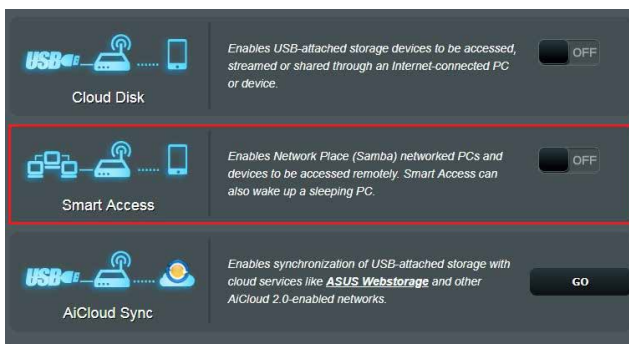 Enables USB-attached storage devices to be accessed,
streamed or shared through an Internet-connected PC
or device.
OFF
USB
Cloud Disk
Enables Network Place (Samba) networked PCs and
devices to be accessed remotely. Smart Access can
also wake up a sleeping PC.
OFF
Smart Access
Enables synchronization of USB-attached storage with
cloud services like ASUS Webstorage and other
AiCloud 2.0-enabled networks.
GO
USB
AiCloud Sync